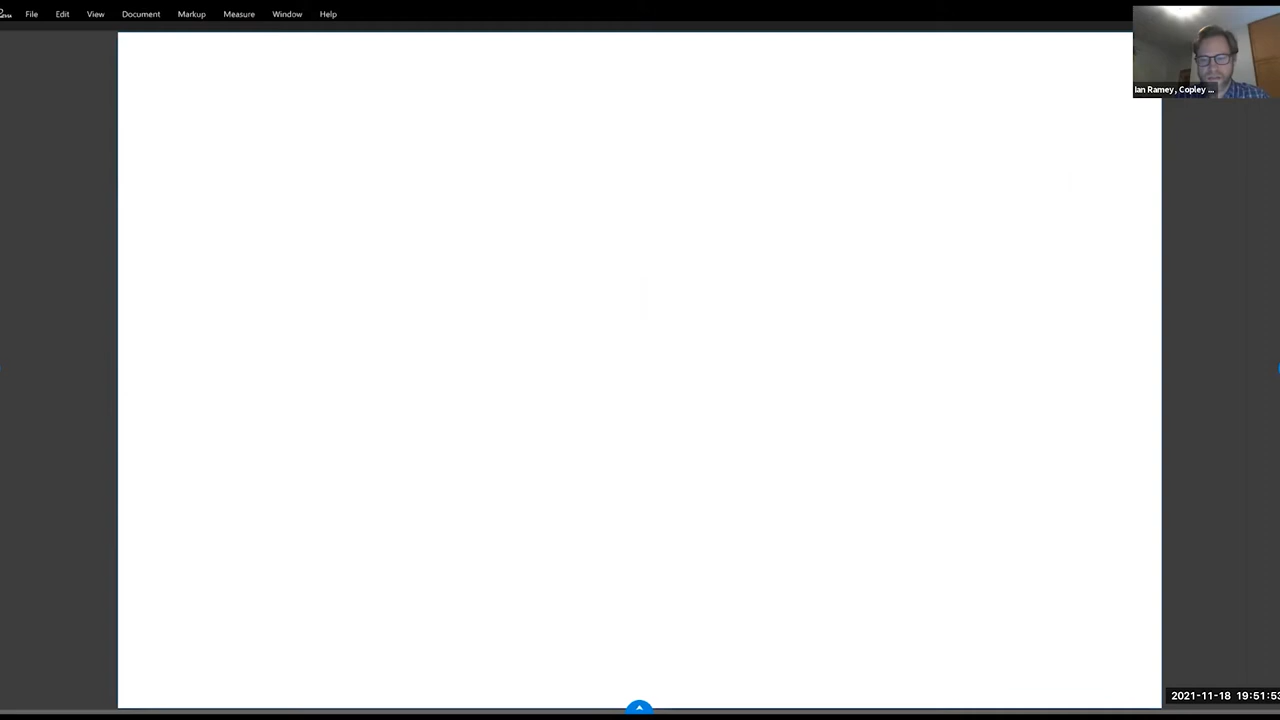 File Edit View Document Markup Measure Window Help
Ian Ramey, Copley ...
2021-11-18 19:51:53